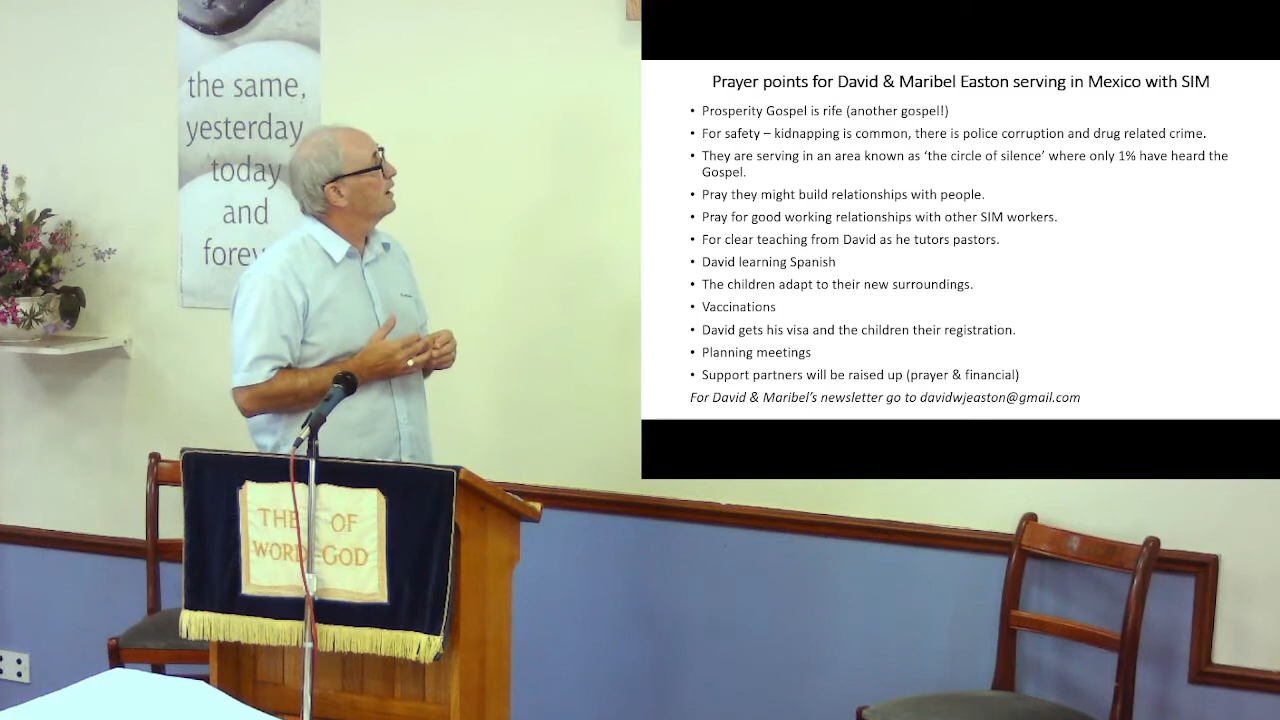 the same,
yesterday
today
and
THE OF
WORD GOD
Prayer points for David & Maribel Easton serving in Mexico with SIM
• Prosperity Gospel is rife (another gospel!)
• For safety – kidnapping is common, there is police corruption and drug related crime.
• They are serving in an area known as ‘the circle of silence’ where only 1% have heard the
Gospel.
• Pray they might build relationships with people.
• Pray for good working relationships with other SIM workers.
• For clear teaching from David as he tutors pastors.
• David learning Spanish
• The children adapt to their new surroundings.
• Vaccinations
• David gets his visa and the children their registration.
• Planning meetings
• Support partners will be raised up (prayer & financial)
For David & Maribel’s newsletter go to davidwjeaston@gmail.com